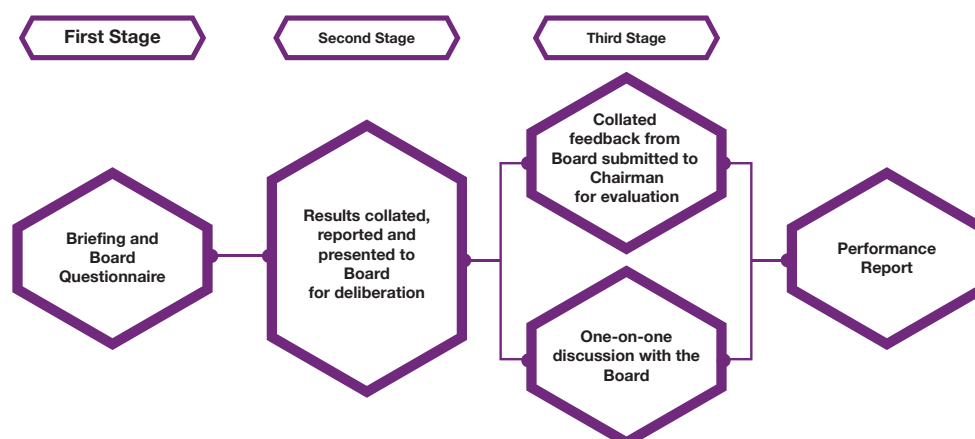 First Stage
Second Stage
Third Stage
Briefing and
Board
Questionnaire
Results collated,
reported and
presented to
Board
for deliberation
Collated
feedback from
Board submitted to
Chairman
for evaluation
One-on-one
discussion with the
Board
Performance
Report